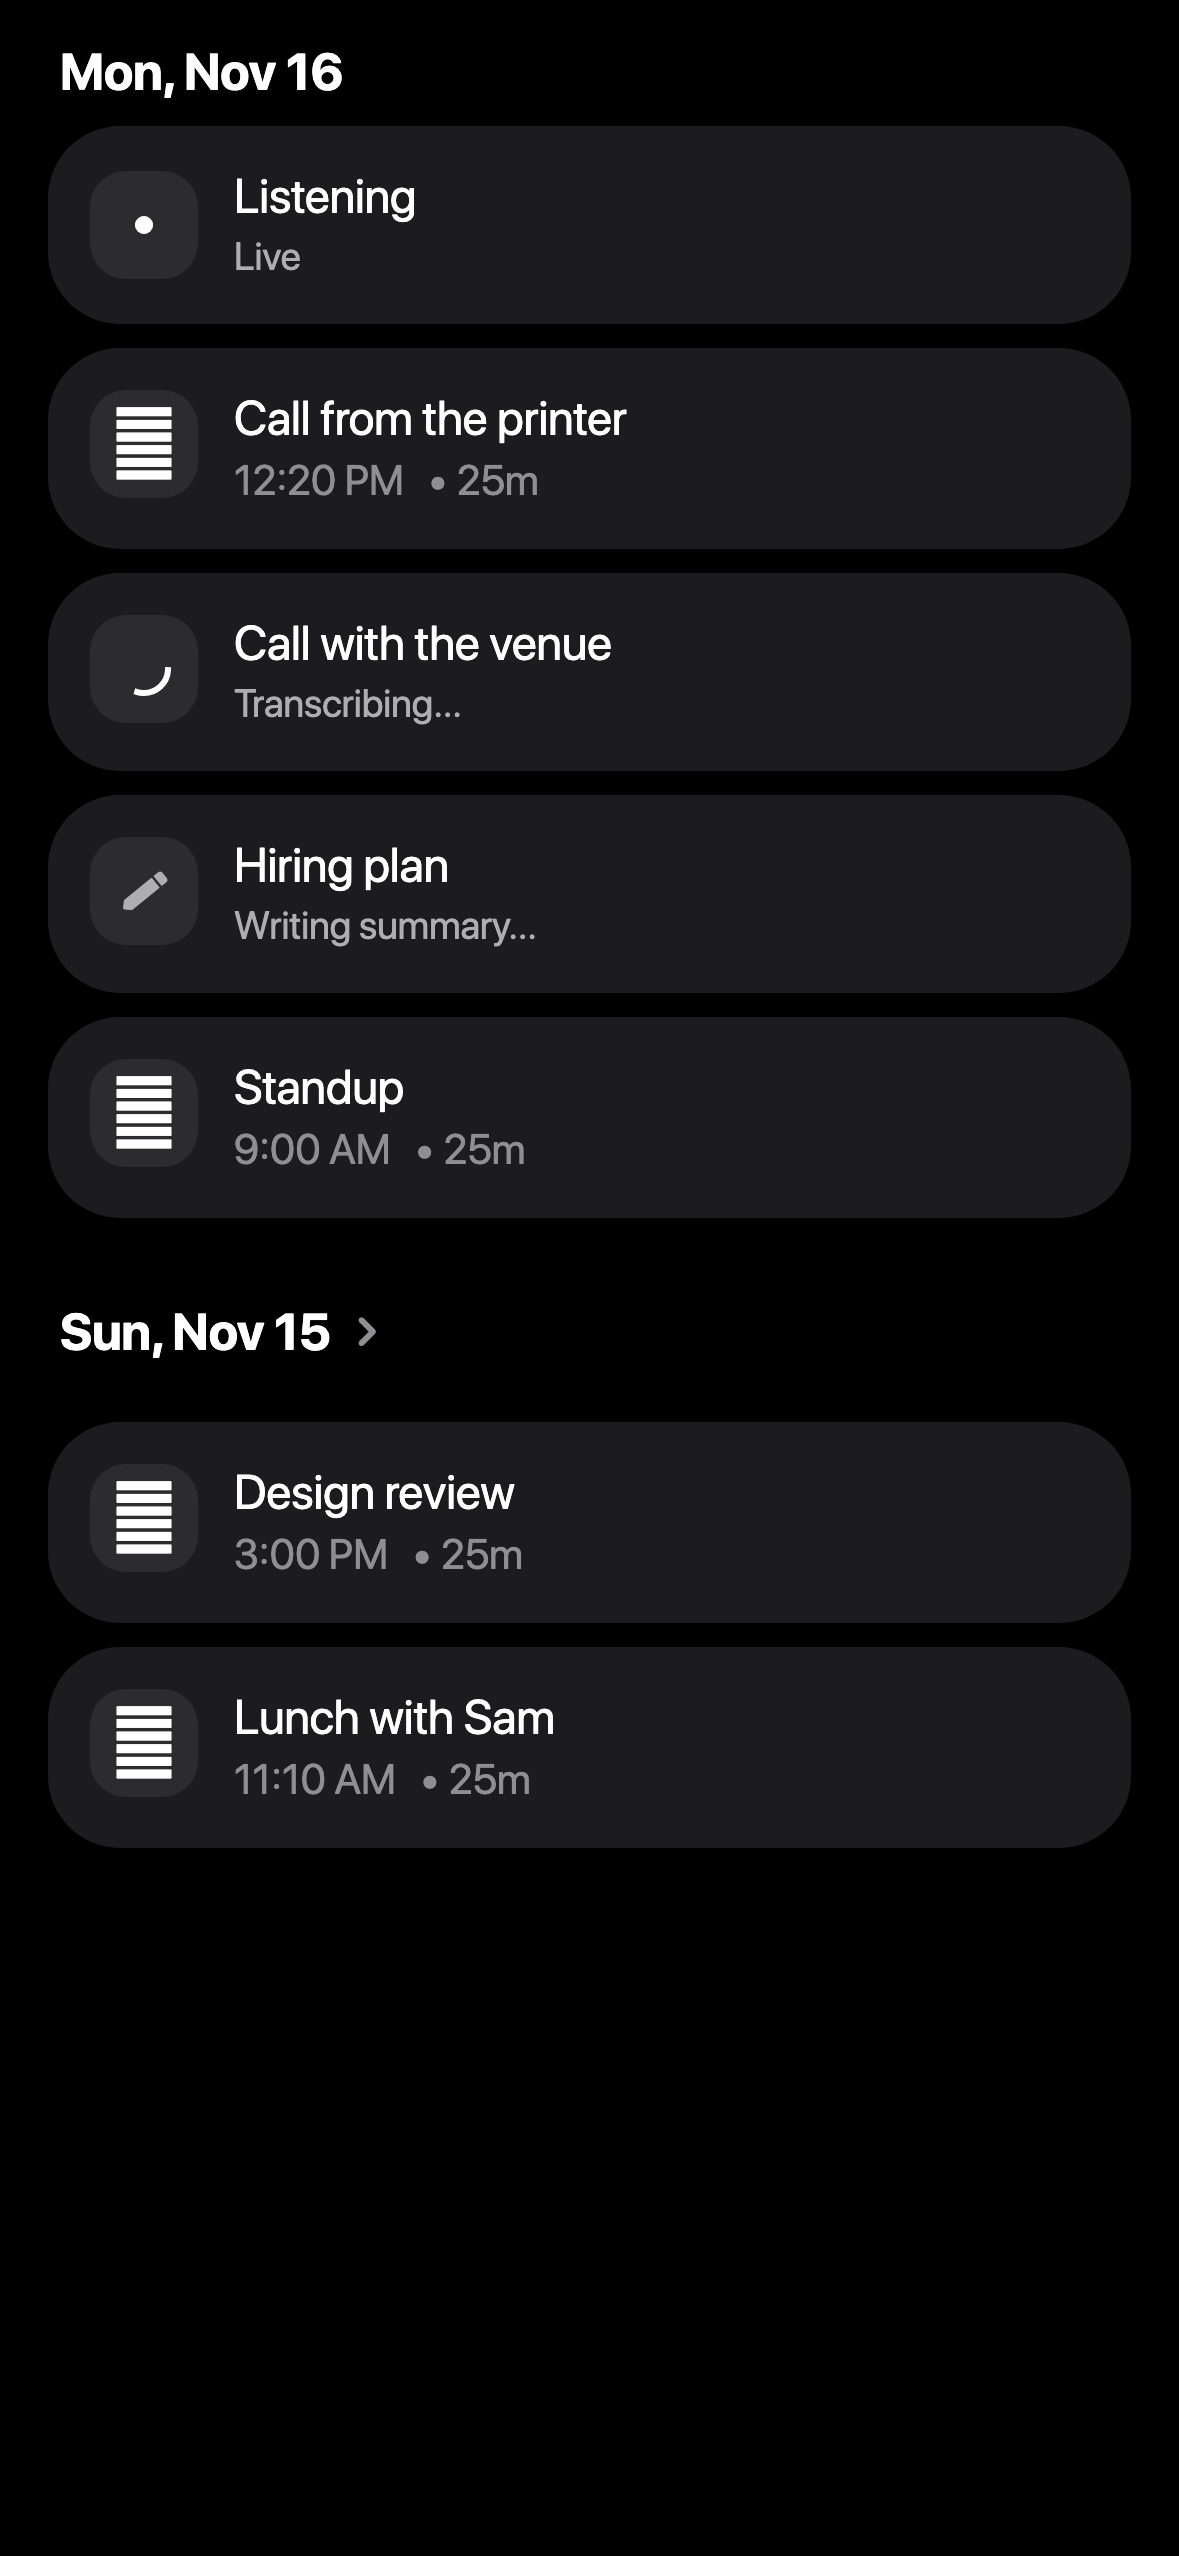 Mon, Nov 16
Listening
Live
Call from the printer
12:20 PM • 25m
Call with the venue
Transcribing...
Hiring plan
Writing summary...
Standup
9:00 AM • 25m
Sun, Nov 15
Design review
3:00 PM • 25m
Lunch with Sam
11:10 AM • 25m